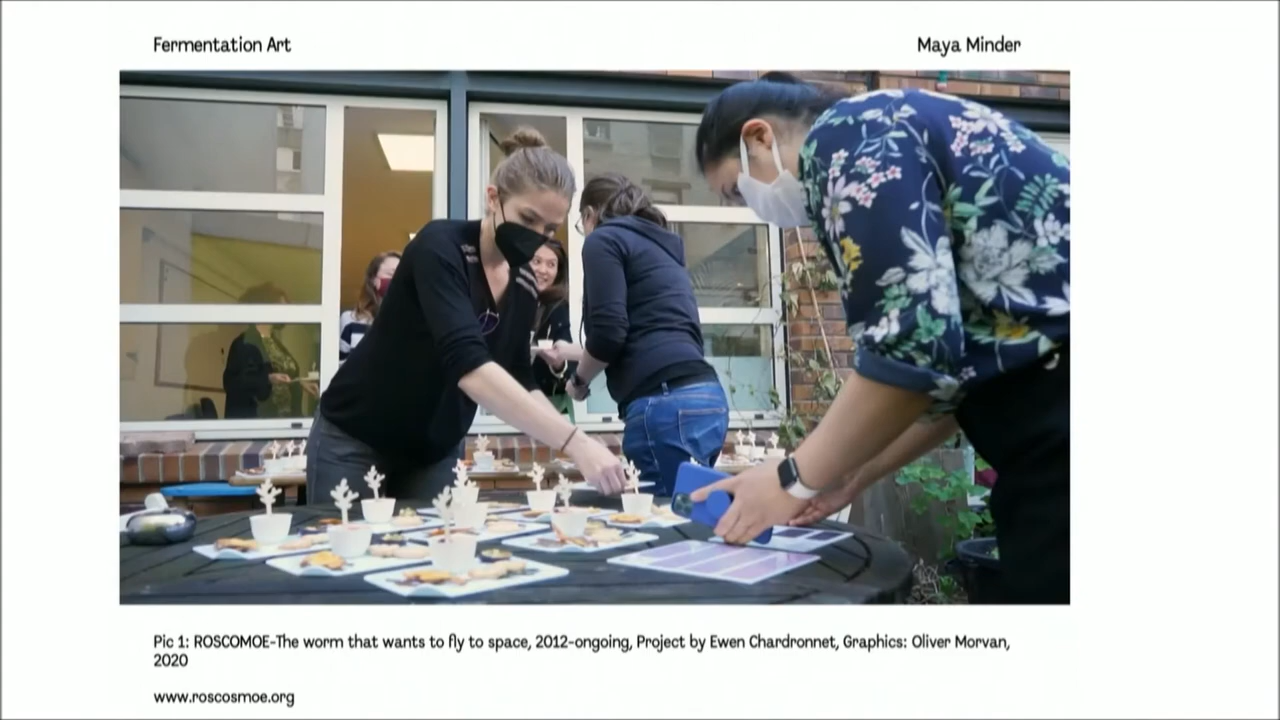 Fermentation Art
Maya Minder
Pic 1: ROSCOMOE-The worm that wants to fly to space, 2012-ongoing, Project by Ewen Chardronnet, Graphics: Oliver Morvan,
2020
www.roscosmoe.org